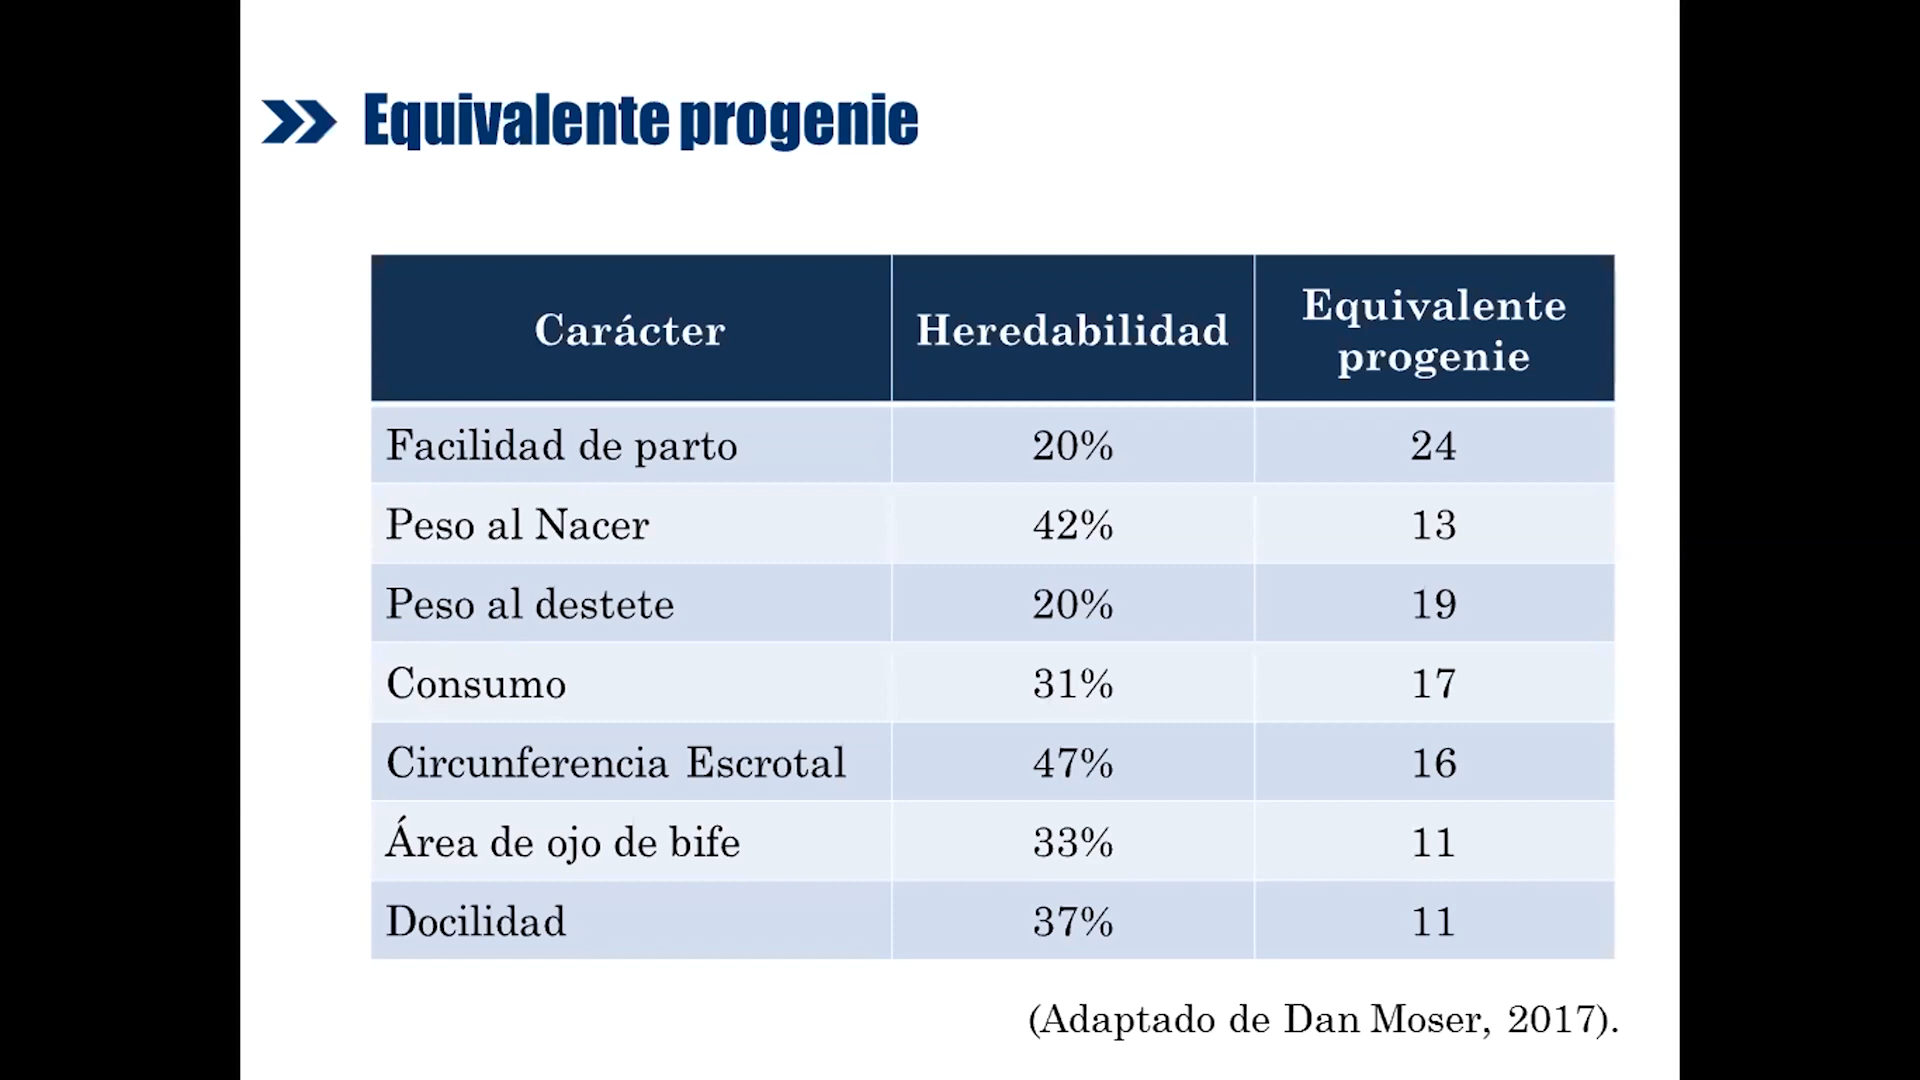 Equivalente progenie
Carácter Heredabilidad Equivalente progenie
Facilidad de parto 20% 24
Peso al Nacer 42% 13
Peso al destete 20% 19
Consumo 31% 17
Circunferencia Escrotal 47% 16
Área de ojo de bife 33% 11
Docilidad 37% 11
(Adaptado de Dan Moser, 2017).